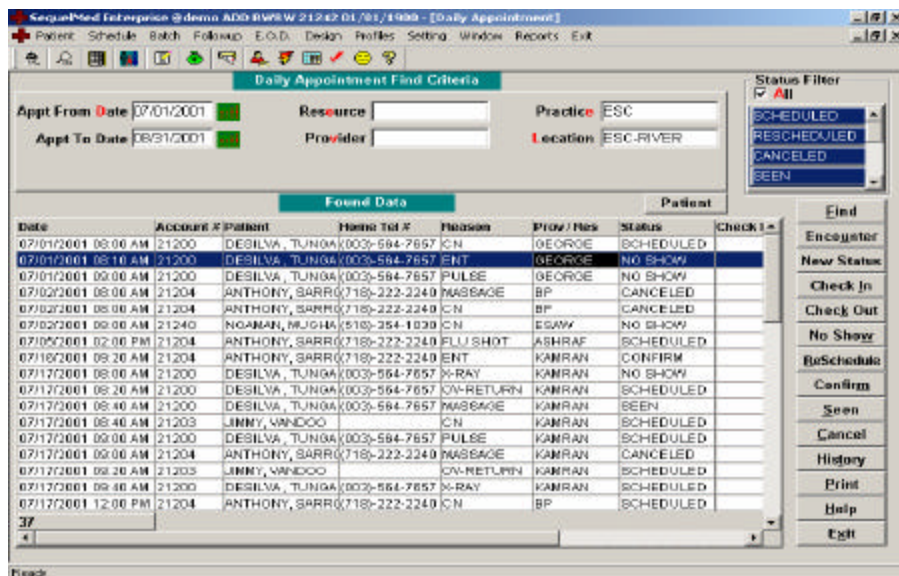 SequelMed Enterprise @demo ADD RWRW 21242 01/01/1900 - [Daily Appointment]
Patient Schedule Batch Followup E.O.D. Design Profiles Setting Window Reports Exit
Daily Appointment Find Criteria
Status Filter
All
Appt From Date 07/01/2001 Resource Practice ESC
Appt To Date 08/31/2001 Provider Location ESC-RIVER
SCHEDULED
RESCHEDULED
CANCELED
SEEN
Found Data
Patient
Date Account # Patient Home Tel # Reason Prov / Res Status Check I
07/01/2001 08:00 AM 21200 DESILVA , TUNGA (003)-564-7657 CN GEORGE SCHEDULED
07/01/2001 08:10 AM 21200 DESILVA , TUNGA (003)-564-7657 ENT GEORGE NO SHOW
07/01/2001 09:00 AM 21200 DESILVA , TUNGA (003)-564-7657 PULSE GEORGE NO SHOW
07/02/2001 08:00 AM 21204 ANTHONY, SARRO (718)-222-2240 MASSAGE BP CANCELED
07/02/2001 08:00 AM 21204 ANTHONY, SARRO (718)-222-2240 CN BP CANCELED
07/02/2001 09:00 AM 21240 NOAMAN, MUGHA (516)-254-1030 CN ESAW NO SHOW
07/05/2001 02:00 PM 21204 ANTHONY, SARRO (718)-222-2240 FLU SHOT ASHRAF SCHEDULED
07/16/2001 09:20 AM 21204 ANTHONY, SARRO (718)-222-2240 ENT KAMRAN CONFIRM
07/17/2001 08:00 AM 21200 DESILVA , TUNGA (003)-564-7657 X-RAY KAMRAN NO SHOW
07/17/2001 08:20 AM 21200 DESILVA , TUNGA (003)-564-7657 OV-RETURN KAMRAN SCHEDULED
07/17/2001 08:40 AM 21200 DESILVA , TUNGA (003)-564-7657 MASSAGE KAMRAN SEEN
07/17/2001 08:40 AM 21203 JIMMY, VANDOO CN KAMRAN SCHEDULED
07/17/2001 09:00 AM 21200 DESILVA , TUNGA (003)-564-7657 PULSE KAMRAN SCHEDULED
07/17/2001 09:00 AM 21204 ANTHONY, SARRO (718)-222-2240 MASSAGE KAMRAN CANCELED
07/17/2001 09:20 AM 21203 JIMMY, VANDOO OV-RETURN KAMRAN SCHEDULED
07/17/2001 09:40 AM 21200 DESILVA , TUNGA (003)-564-7657 X-RAY KAMRAN SCHEDULED
07/17/2001 12:00 PM 21204 ANTHONY, SARRO (718)-222-2240 CN BP SCHEDULED
37
Find
Encounter
New Status
Check In
Check Out
No Show
ReSchedule
Confirm
Seen
Cancel
History
Print
Help
Exit
Ready